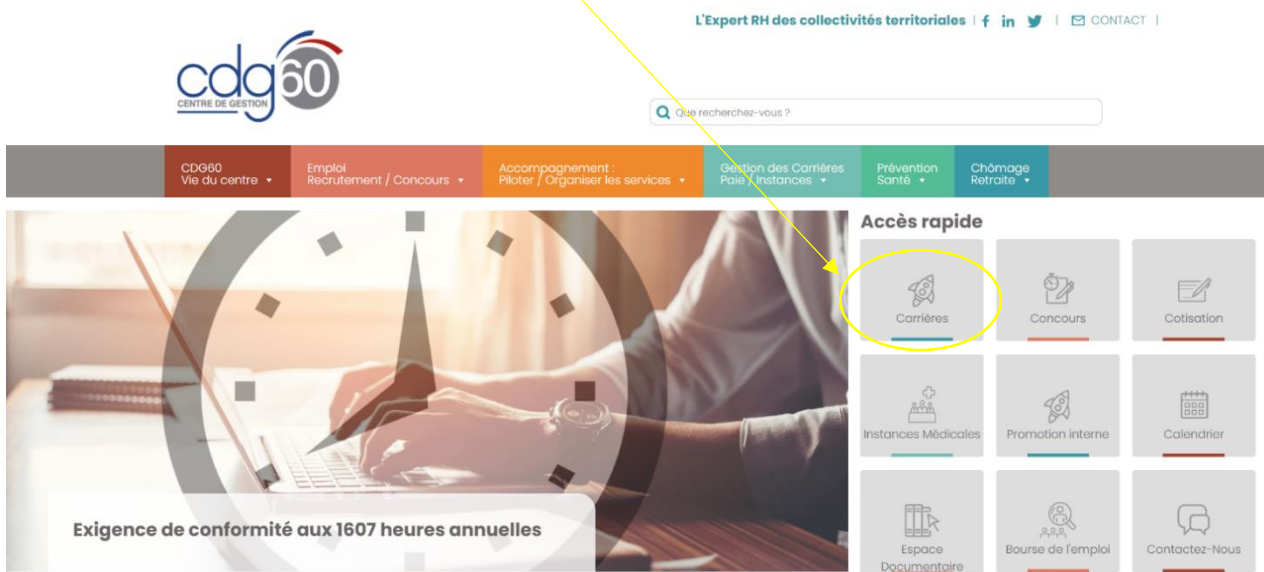 L'Expert RH des collectivités territoriales | f in | CONTACT |
cdg60
CENTRE DE GESTION
Que recherchez-vous ?
CDG60
Vie du centre
Emploi
Recrutement / Concours
Accompagnement :
Piloter / Organiser les services
Gestion des Carrières
Paie / Instances
Prévention
Santé
Chômage
Retraite
Accès rapide
Carrières
Concours
Cotisation
Instances Médicales
Promotion interne
Calendrier
Exigence de conformité aux 1607 heures annuelles
Espace
Documentaire
Bourse de l'emploi
Contactez-Nous